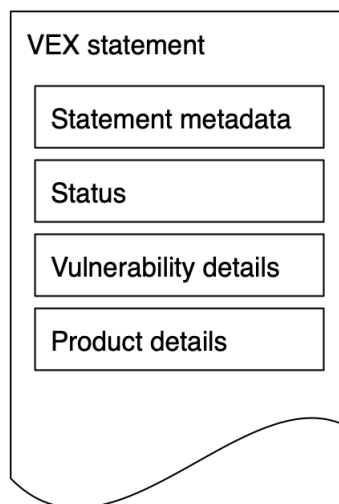 VEX statement
Statement metadata
Status
Vulnerability details
Product details